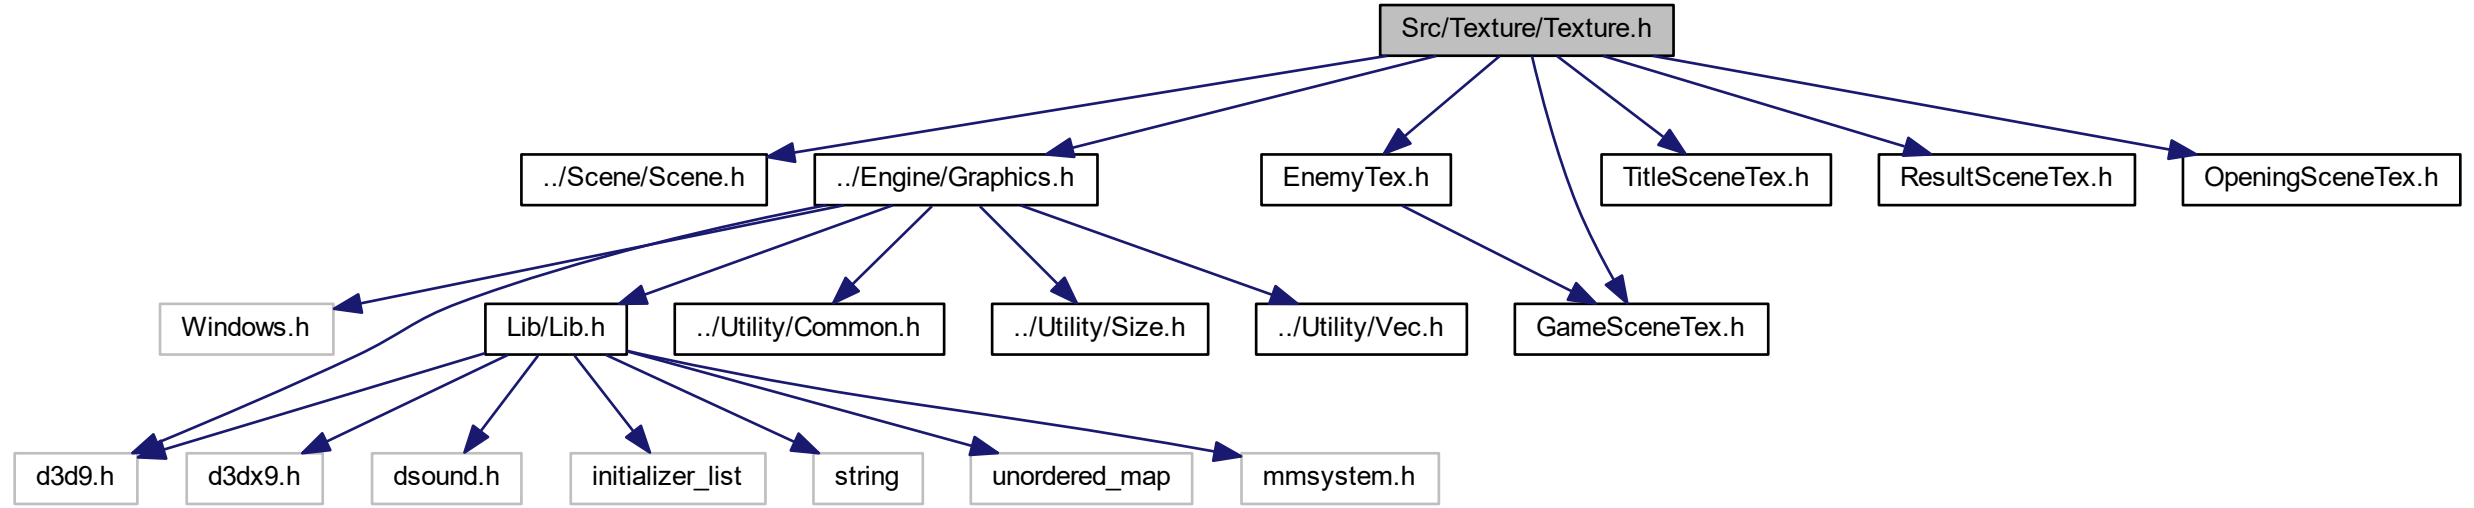 Src/Texture/Texture.h
../Scene/Scene.h
../Engine/Graphics.h
EnemyTex.h
TitleSceneTex.h
ResultSceneTex.h
OpeningSceneTex.h
Windows.h
Lib/Lib.h
../Utility/Common.h
../Utility/Size.h
../Utility/Vec.h
GameSceneTex.h
d3d9.h
d3dx9.h
dsound.h
initializer_list
string
unordered_map
mmsystem.h